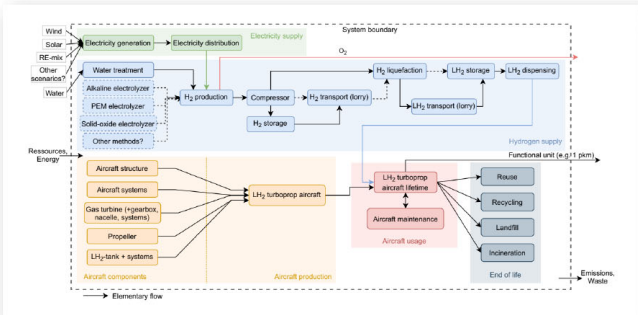 System boundary
Wind
Solar
RE-mix
Other
scenarios?
Water
Electricity generation
Electricity distribution
Electricity supply
O₂
Water treatment
Alkaline electrolyzer
PEM electrolyzer
Solid-oxide electrolyzer
Other methods?
H₂ production
Compressor
H₂ storage
H₂ transport (lorry)
H₂ liquefaction
LH₂ storage
LH₂ dispensing
LH₂ transport (lorry)
Hydrogen supply
Ressources,
Energy
Functional unit (e.g. 1 pkm)
Aircraft structure
Aircraft systems
Gas turbine (+gearbox,
nacelle, systems)
Propeller
LH₂-tank + systems
Aircraft components
LH₂ turboprop aircraft
Aircraft production
LH₂ turboprop
aircraft lifetime
Aircraft maintenance
Aircraft usage
Reuse
Recycling
Landfill
Incineration
End of life
Emissions,
Waste
Elementary flow